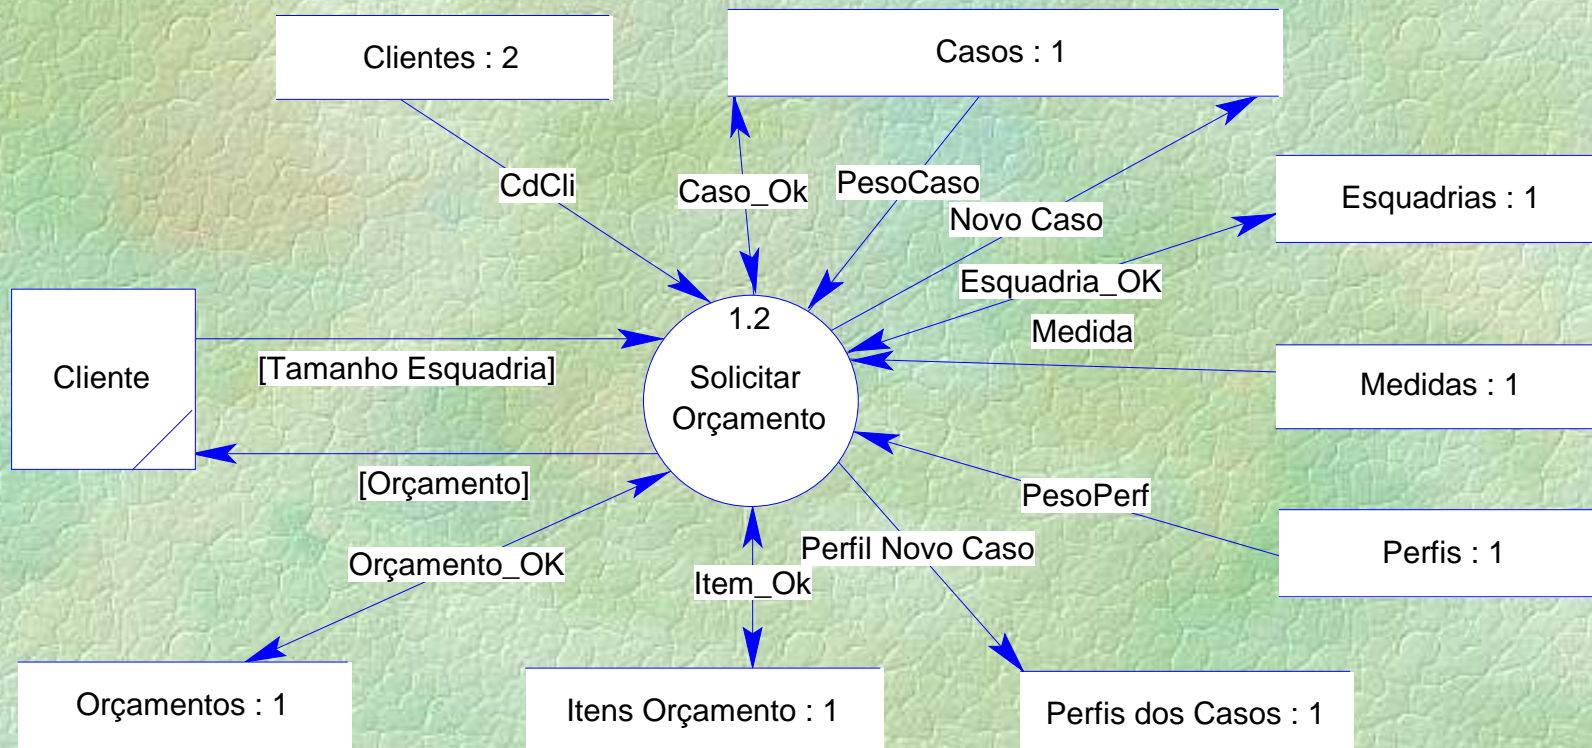 Clientes : 2
Casos : 1
CdCli
Caso_Ok
PesoCaso
Novo Caso
Esquadrias : 1
Esquadria_OK
1.2
Medida
Cliente
[Tamanho Esquadria]
Solicitar
Orçamento
Medidas : 1
[Orçamento]
PesoPerf
Orçamento_OK
Item_Ok
Perfil Novo Caso
Perfis : 1
Orçamentos : 1
Itens Orçamento : 1
Perfis dos Casos : 1